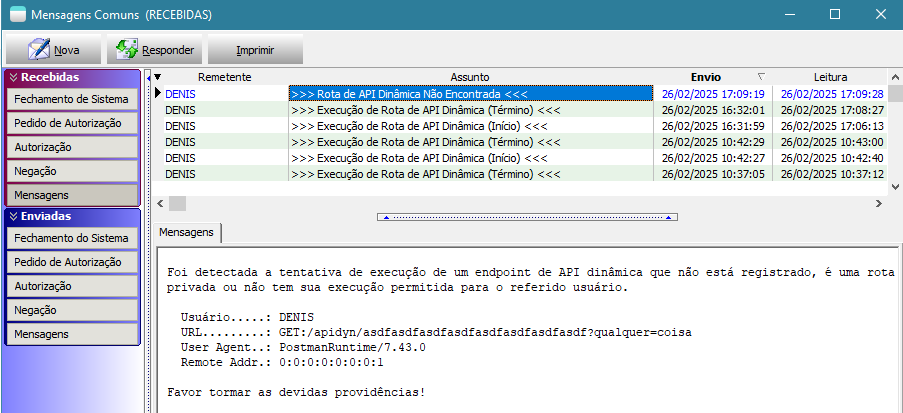 Mensagens Comuns  (RECEBIDAS)
Nova
Responder
Imprimir
Recebidas
Fechamento de Sistema
Pedido de Autorização
Autorização
Negação
Mensagens
Enviadas
Fechamento do Sistema
Pedido de Autorização
Autorização
Negação
Mensagens
Remetente Assunto Envio Leitura
DENIS >>> Rota de API Dinâmica Não Encontrada <<< 26/02/2025 17:09:19 26/02/2025 17:09:28
DENIS >>> Execução de Rota de API Dinâmica (Término) <<< 26/02/2025 16:32:01 26/02/2025 17:08:27
DENIS >>> Execução de Rota de API Dinâmica (Início) <<< 26/02/2025 16:31:59 26/02/2025 17:06:13
DENIS >>> Execução de Rota de API Dinâmica (Término) <<< 26/02/2025 10:42:29 26/02/2025 10:43:00
DENIS >>> Execução de Rota de API Dinâmica (Início) <<< 26/02/2025 10:42:27 26/02/2025 10:42:40
DENIS >>> Execução de Rota de API Dinâmica (Término) <<< 26/02/2025 10:37:05 26/02/2025 10:37:12
Mensagens
Foi detectada a tentativa de execução de um endpoint de API dinâmica que não está registrado, é uma rota
privada ou não tem sua execução permitida para o referido usuário.
Usuário.....: DENIS
URL.........: GET:/apidyn/asdfasdfasdfasdfasdfasdfasdfasdf?qualquer=coisa
User Agent..: PostmanRuntime/7.43.0
Remote Addr.: 0:0:0:0:0:0:0:1
Favor tormar as devidas providências!